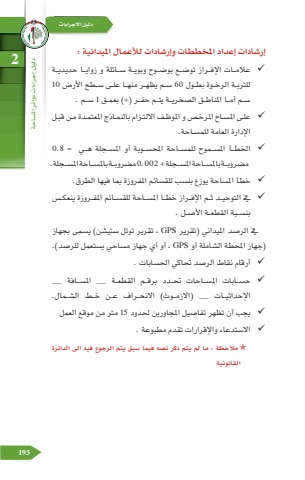 دليل الاجراءات
2
دليل إجراءات دوائر المساحة
إرشادات إعداد المخططات وإرشادات للأعمال الميدانية :
✓ علامات الإفراز توضع بوضوح وبوية سائلة و زوايا حديدية
للتربة الرخوة بطول 60 سم يظهر منها على سطح الأرض 10
سم أما المناطق الصخرية يتم حفر (+) بعمق 1 سم .
✓ على المساح المرخص و الموظف الالتزام بالنماذج المعتمدة من قبل
الإدارة العامة للمساحة.
✓ الخطأ المسموح للمساحة المحسوبة أو المسجلة هي = 0.8
مضروبة بالمساحة المسجلة + 0.002 مضروبة بالمساحة المسجلة.
✓ خطأ المساحة يوزع بنسب للقسائم المفروزة بما فيها الطرق.
✓ في التوحيد ثم الإفراز خطأ المساحة للقسائم المفروزة ينعكس
بنسبة القطعة الأصل .
✓ في الرصد الميداني (تقرير GPS ، تقرير توتل ستيشن) يسمى بجهاز
(جهاز المحطة الشاملة أو GPS ، أو أي جهاز مساحي يستعمل للرصد).
✓ أرقام نقاط الرصد تحاكي الحسابات .
✓ حسابات المساحات تحدد برقم القطعة __ المسافة __
الإحداثيات __ (الازموث) الانحراف عن خط الشمال.
✓ يجب أن تظهر تفاصيل المجاورين لحدود 15 متر من موقع العمل
✓ الاستدعاء والإقرارات تقدم مطبوعة .
* ملاحظة : ما لم يتم ذكر نصه فيما سبق يتم الرجوع فيه الى الدائرة
القانونية
193